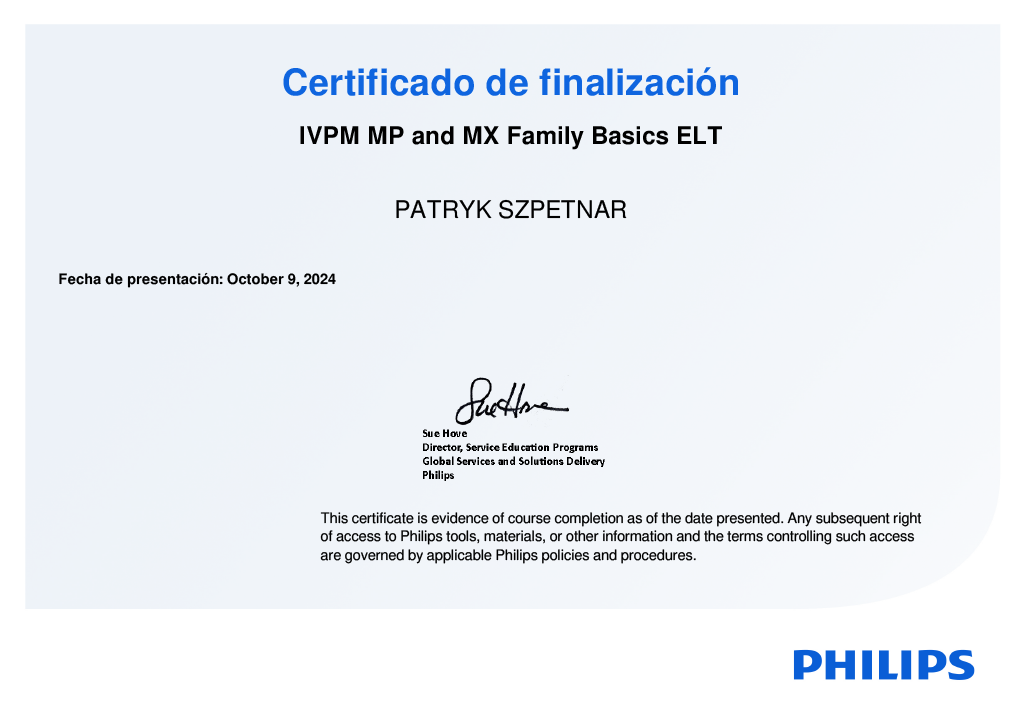 Certificado de finalización
IVPM MP and MX Family Basics ELT
PATRYK SZPETNAR
Fecha de presentación: October 9, 2024
Sue Hove
Sue Hove
Director, Service Education Programs
Global Services and Solutions Delivery
Philips
This certificate is evidence of course completion as of the date presented. Any subsequent right
of access to Philips tools, materials, or other information and the terms controlling such access
are governed by applicable Philips policies and procedures.
PHILIPS